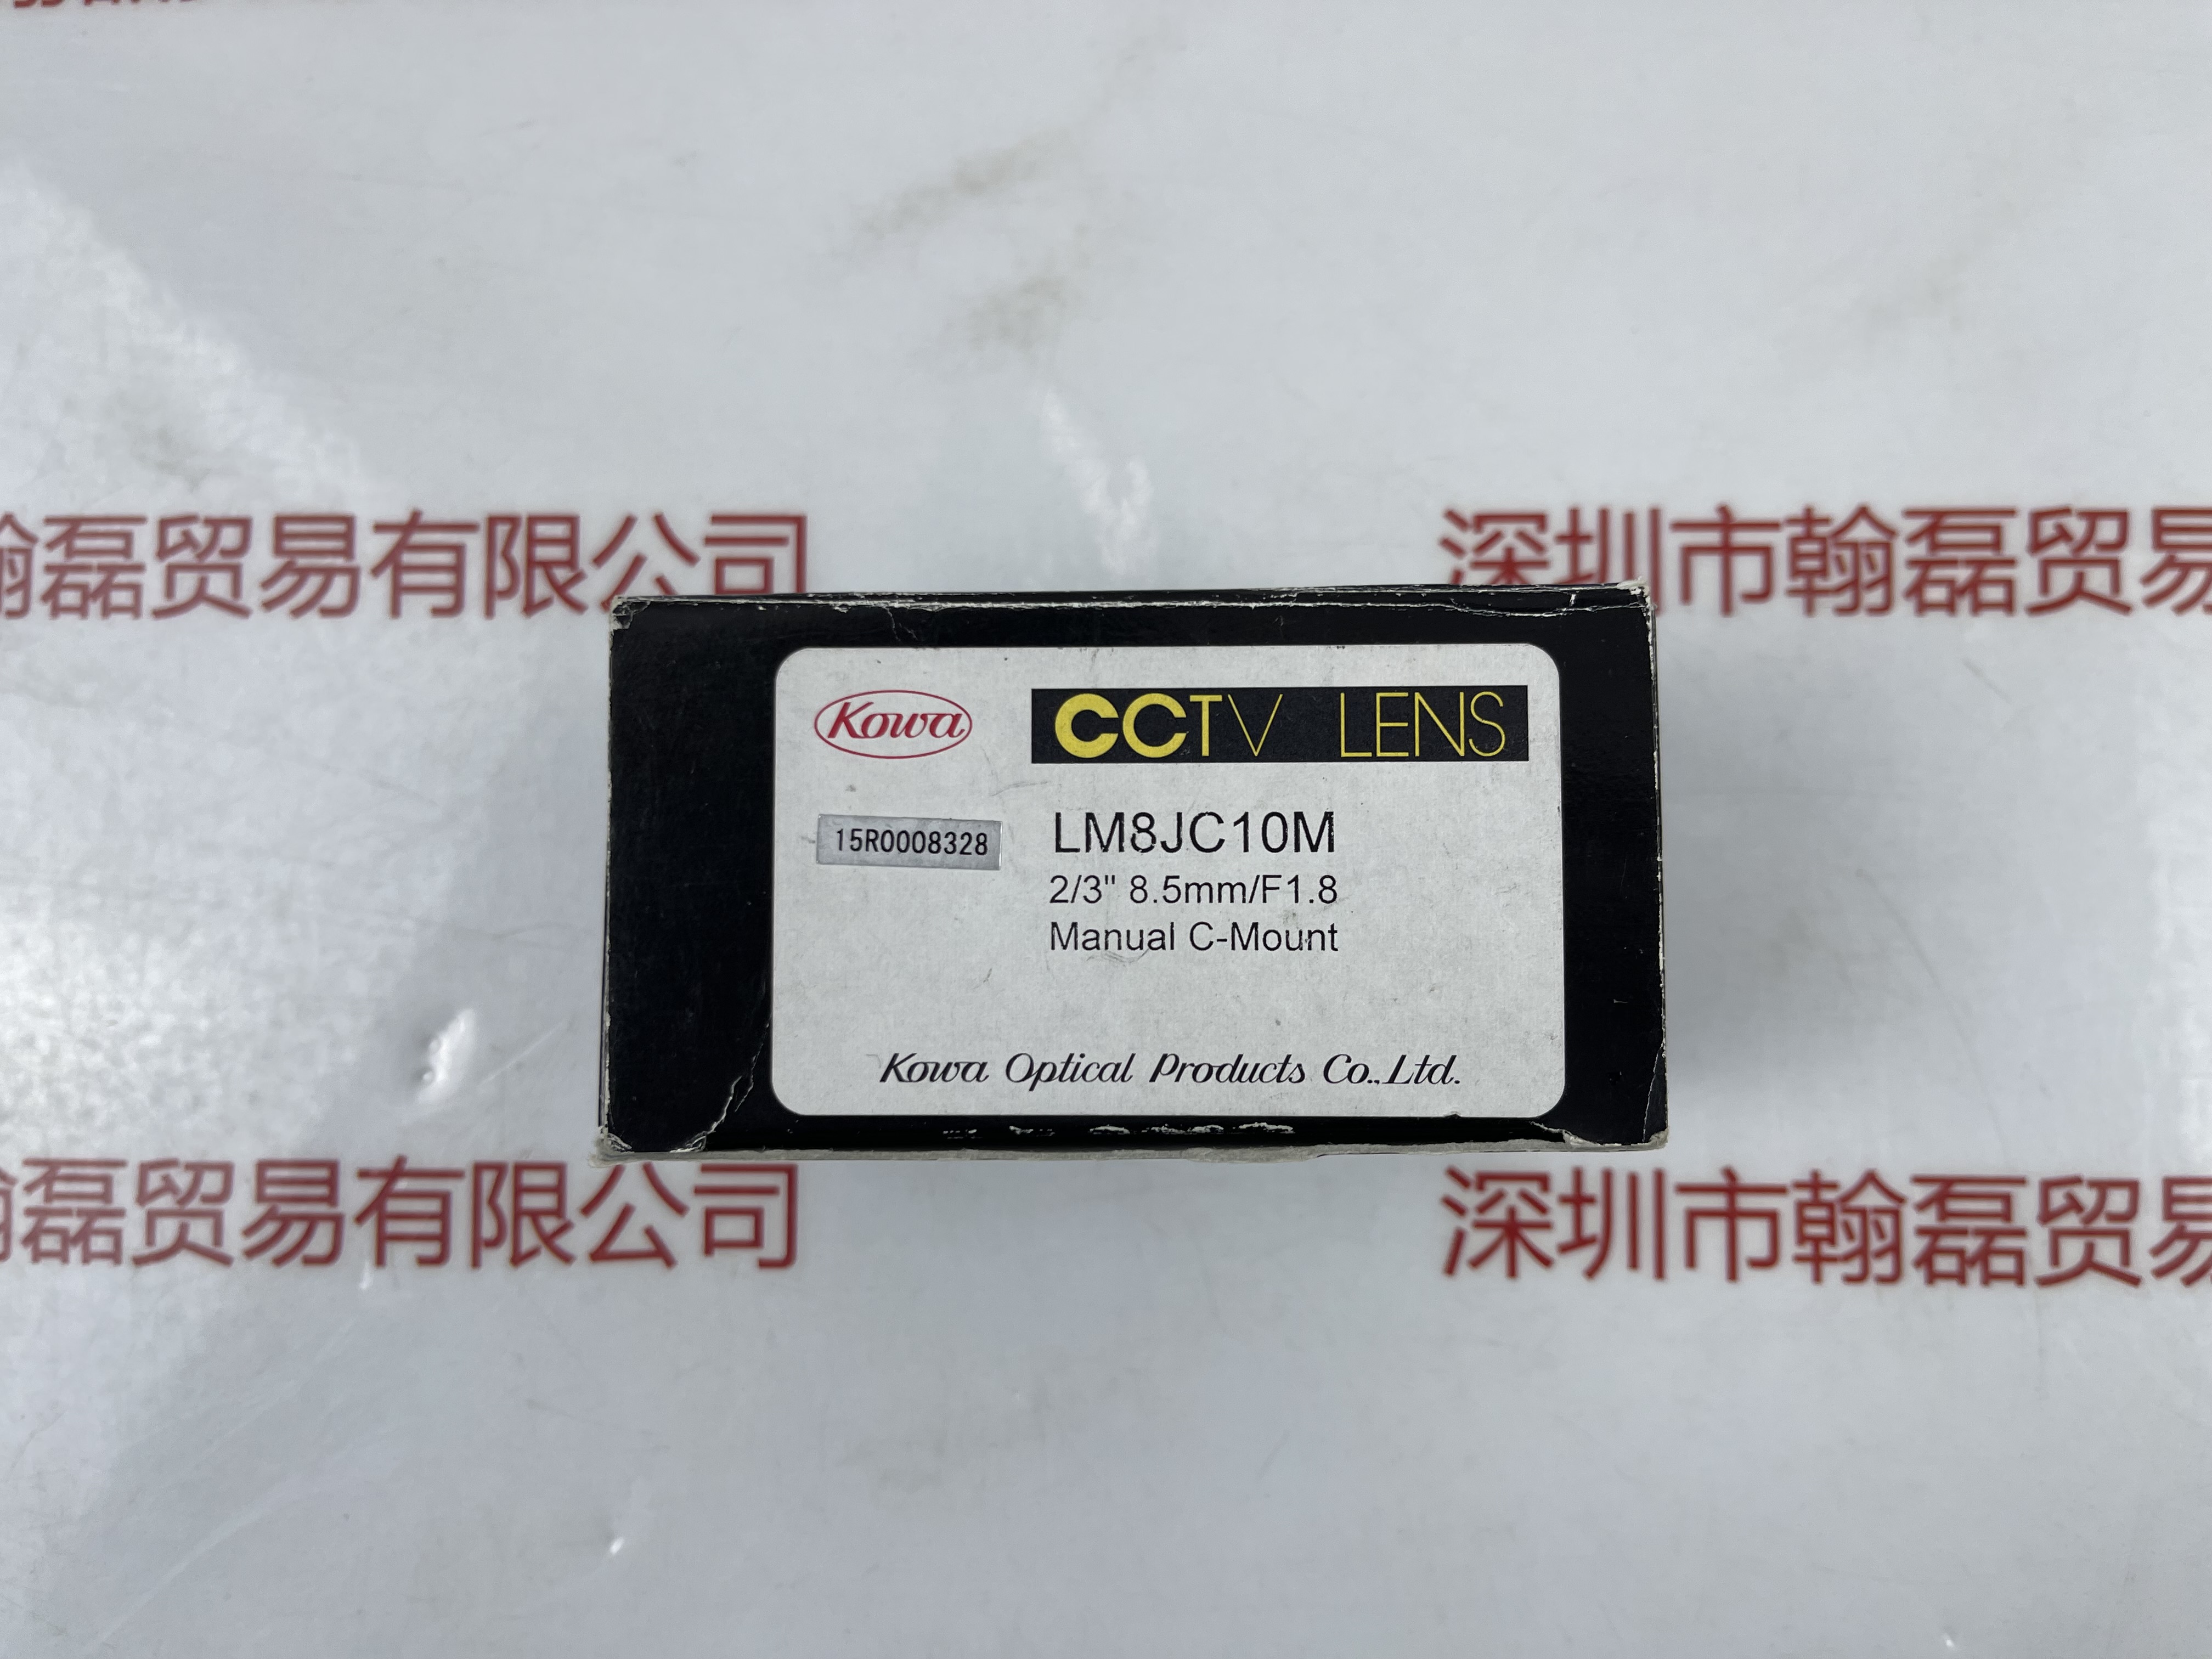 翰磊贸易有限公司
深圳市翰磊贸易
Kowa
CCTV LENS
15R0008328
LM8JC10M
2/3" 8.5mm/F1.8
Manual C-Mount
Kowa Optical Products Co.,Ltd.
磊贸易有限公司
深圳市翰磊贸易